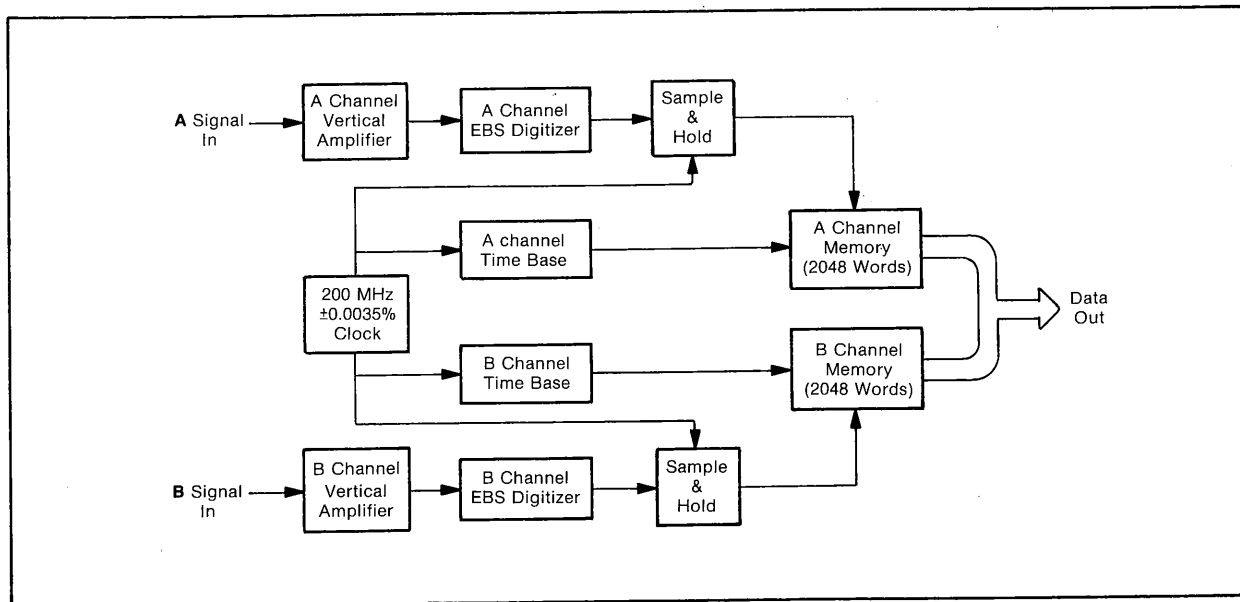 A Signal
In
A Channel
Vertical
Amplifier
A Channel
EBS Digitizer
Sample
&
Hold
A channel
Time Base
A Channel
Memory
(2048 Words)
200 MHz
±0.0035%
Clock
Data
Out
B Channel
Time Base
B Channel
Memory
(2048 Words)
B Signal
In
B Channel
Vertical
Amplifier
B Channel
EBS Digitizer
Sample
&
Hold